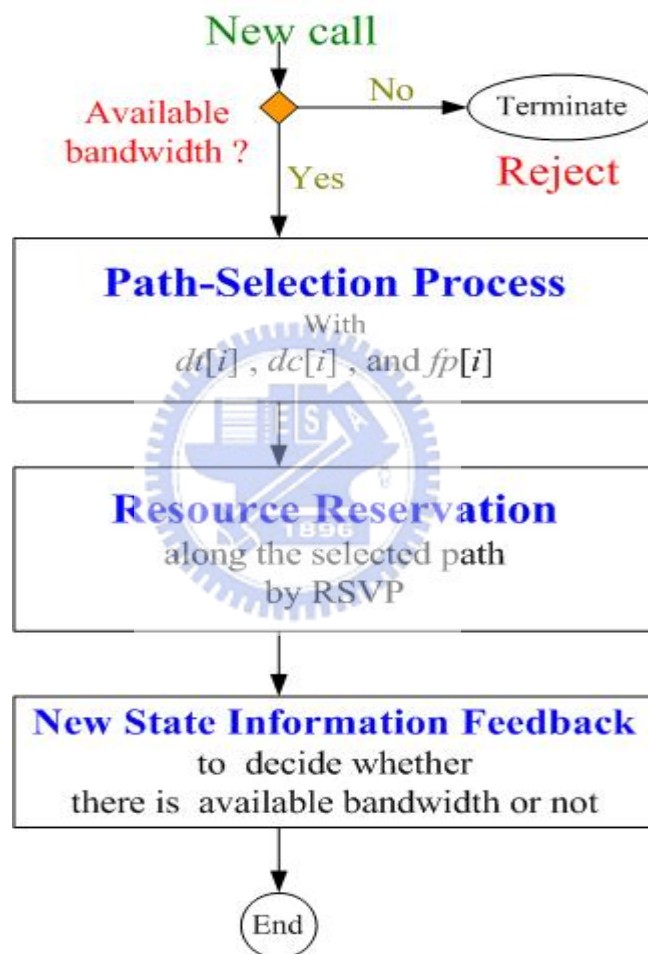 New call
Available
bandwidth ?
No
Terminate
Reject
Yes
Path-Selection Process
With
dt[i] , dc[i] , and fp[i]
E S A
Resource Reservation
1896
along the selected path
by RSVP
New State Information Feedback
to decide whether
there is available bandwidth or not
End